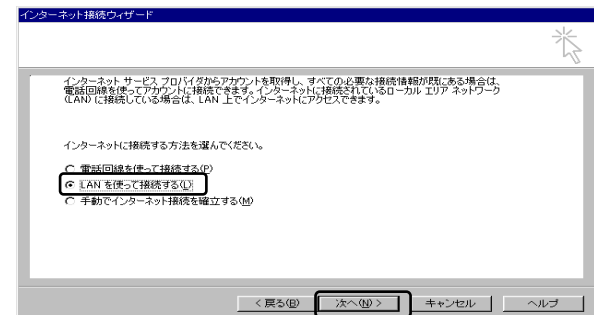 インターネット接続ウィザード
インターネット サービス プロバイダからアカウントを取得し、すべての必要な接続情報が既にある場合は、
電話回線を使ってアカウントに接続できます。インターネットに接続されているローカル エリア ネットワーク
(LAN) に接続している場合は、LAN 上でインターネットにアクセスできます。
インターネットに接続する方法を選んでください。
電話回線を使って接続する(P)
LAN を使って接続する(L)
手動でインターネット接続を確立する(M)
< 戻る(B)
次へ(N) >
キャンセル
ヘルプ